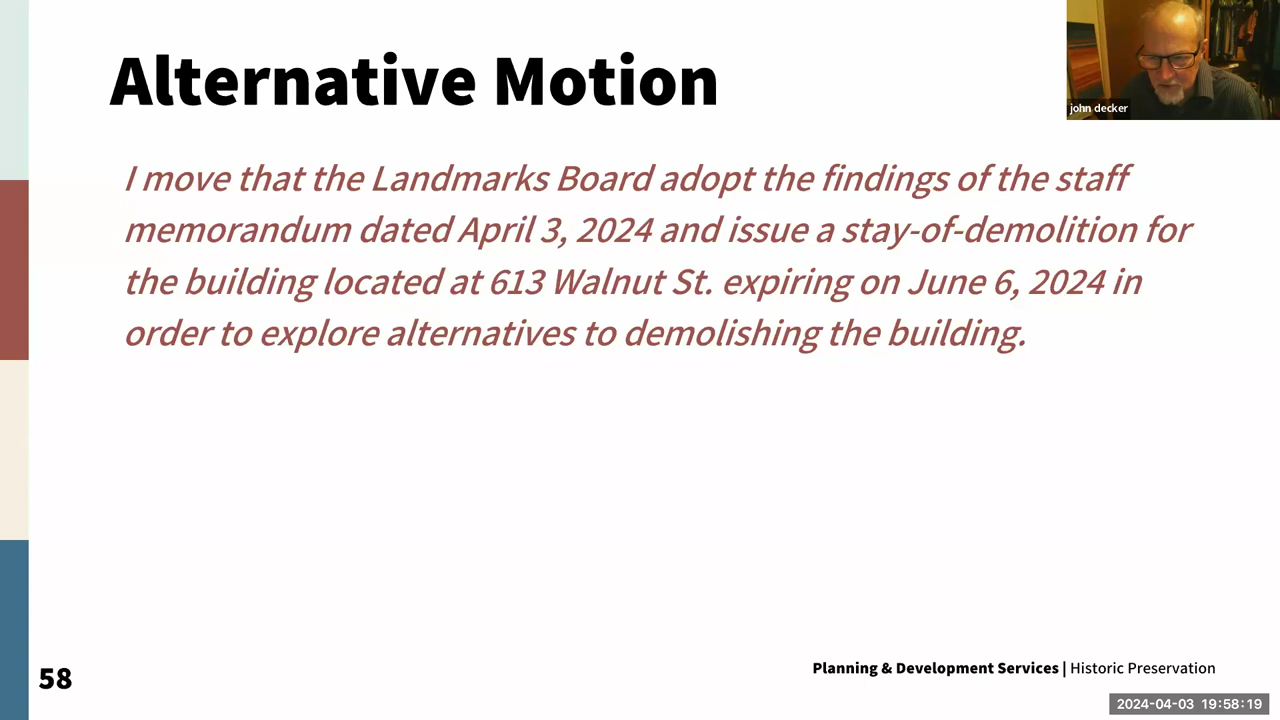 Alternative Motion
john decker
I move that the Landmarks Board adopt the findings of the staff
memorandum dated April 3, 2024 and issue a stay-of-demolition for
the building located at 613 Walnut St. expiring on June 6, 2024 in
order to explore alternatives to demolishing the building.
58
Planning & Development Services | Historic Preservation
2024-04-03 19:58:19